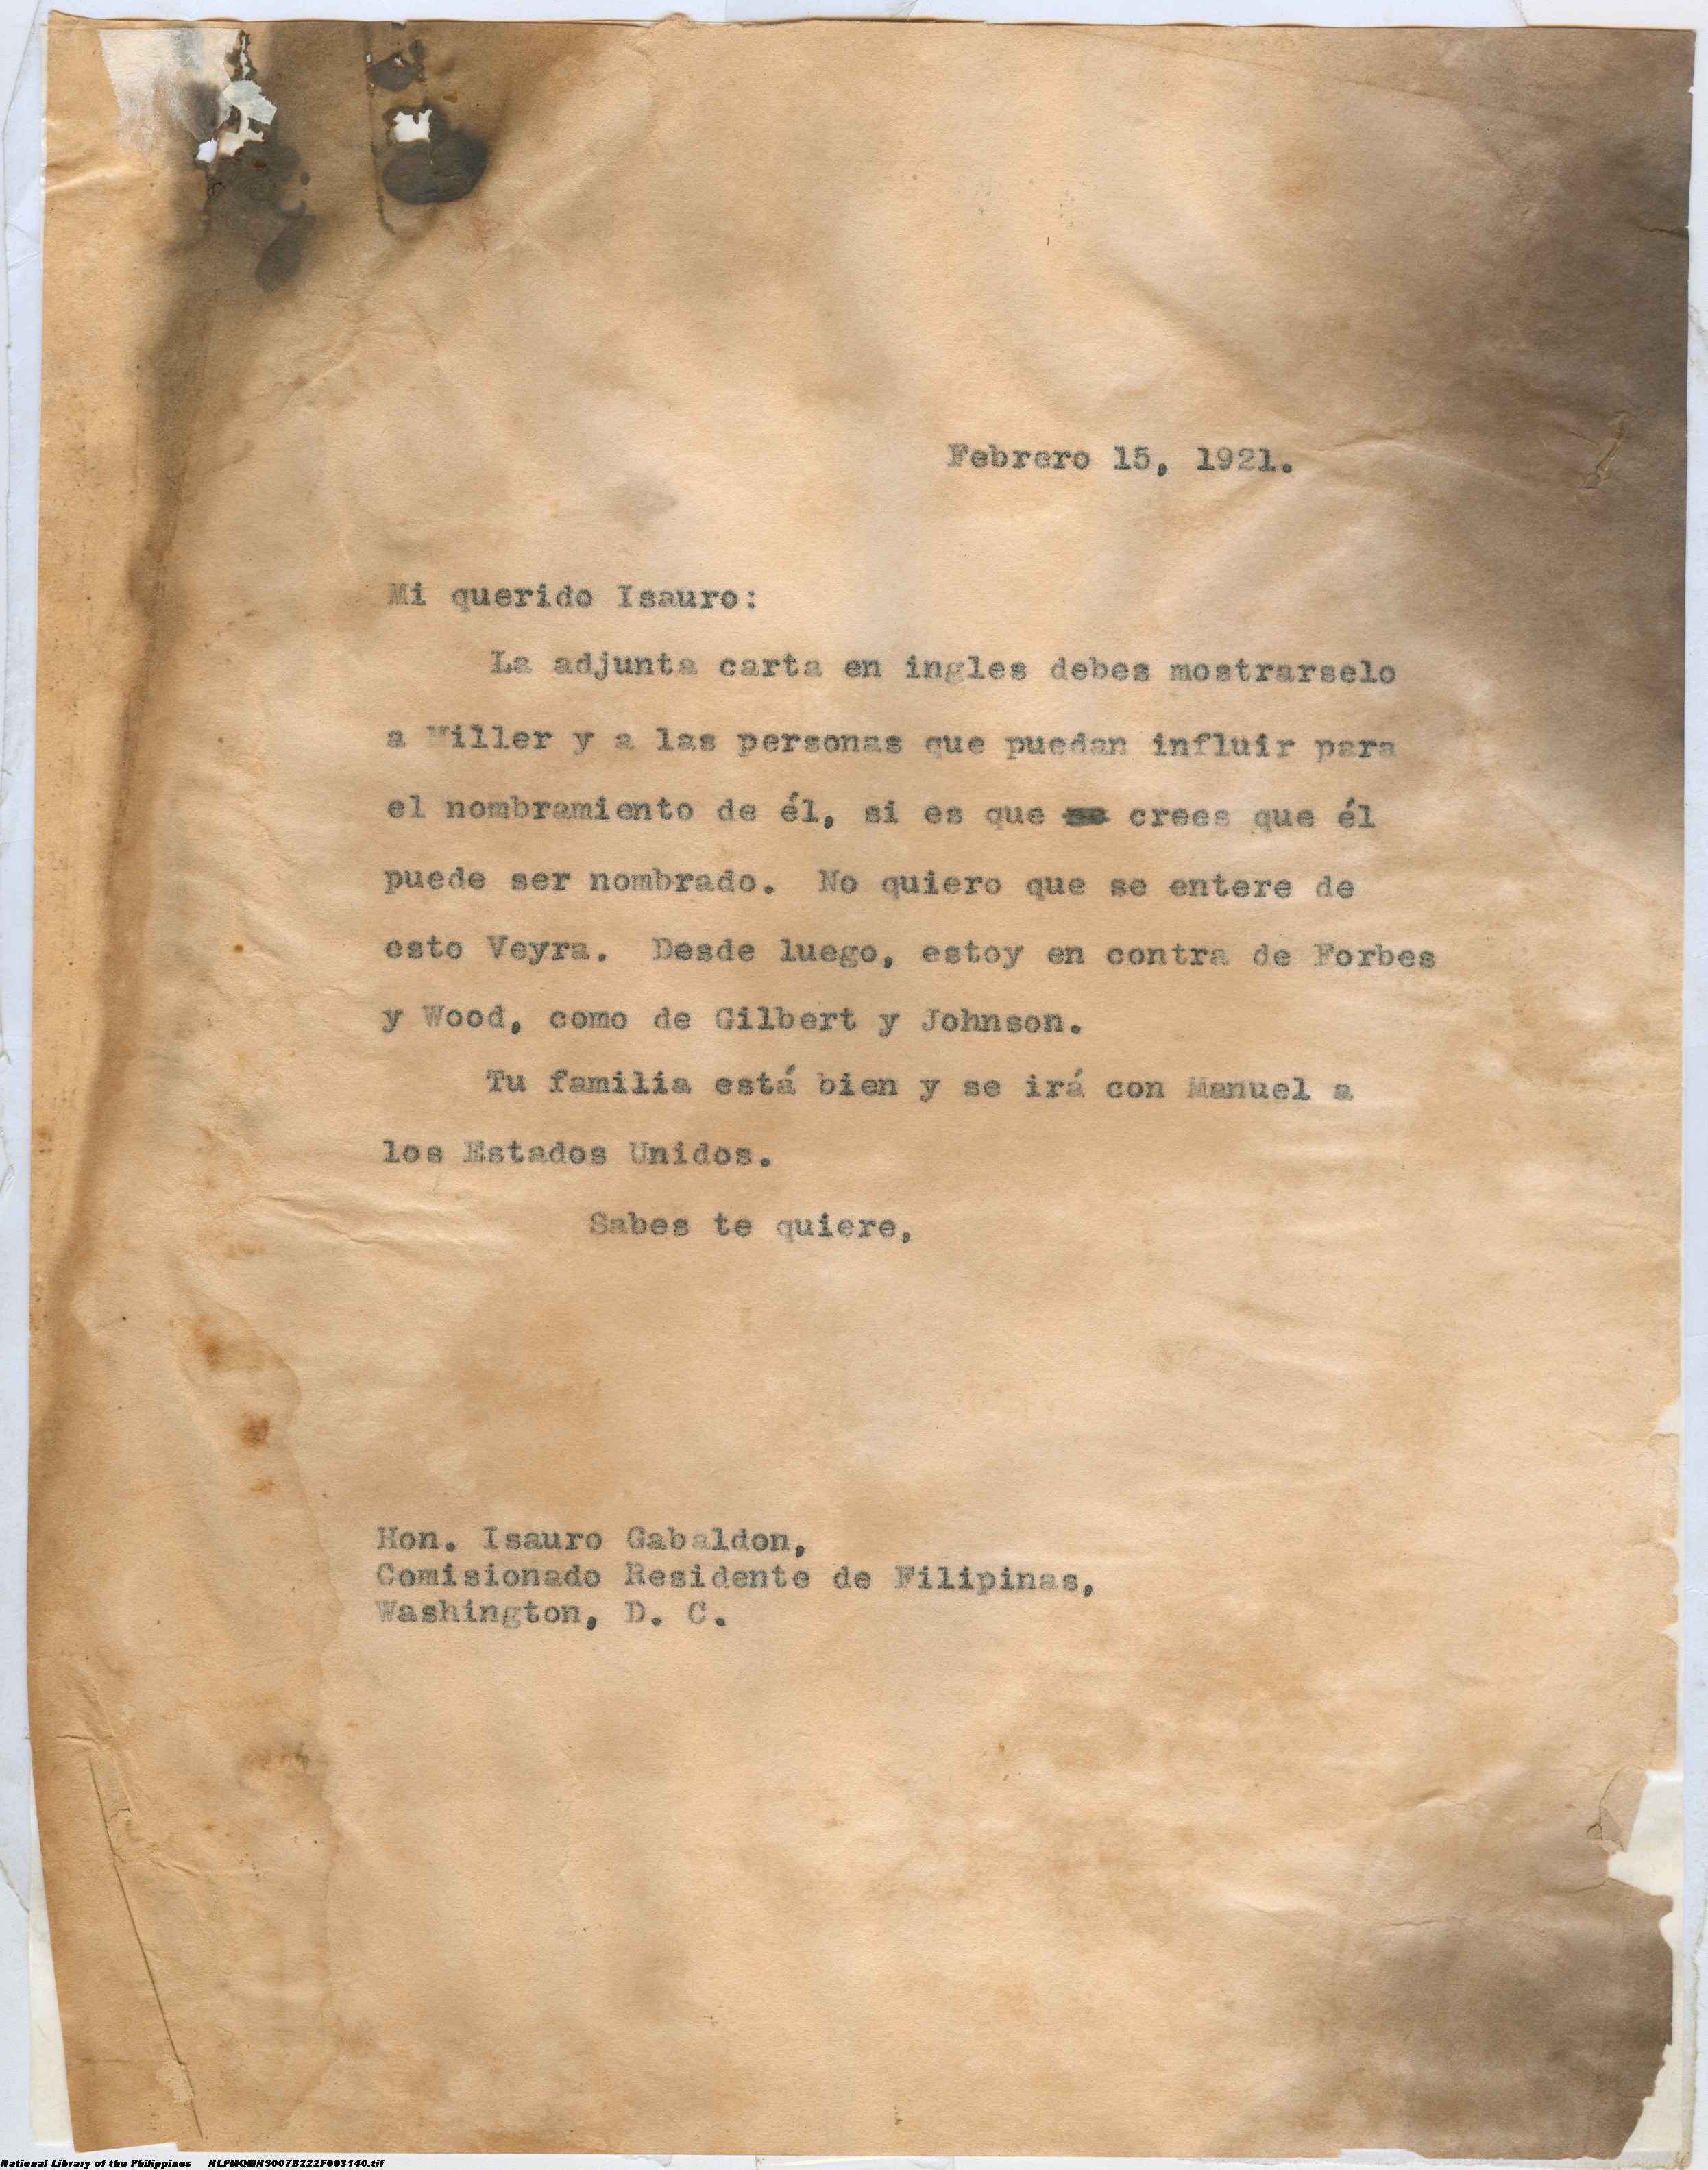 Febrero 15, 1921.
Mi querido Isauro:
La adjunta carta en ingles debes mostrarselo
a Miller y a las personas que puedan influir para
el nombramiento de él, si es que crees que él
puede ser nombrado. No quiero que se entere de
esto Veyra. Desde luego, estoy en contra de Forbes
y Wood, como de Gilbert y Johnson.
Tu familia está bien y se irá con Manuel a
los Estados Unidos.
Sabes te quiere,
Hon. Isauro Gabaldon,
Comisionado Residente de Filipinas,
Washington, D. C.
National Library of the Philippines NLPMQMNS007B222F003140.tif